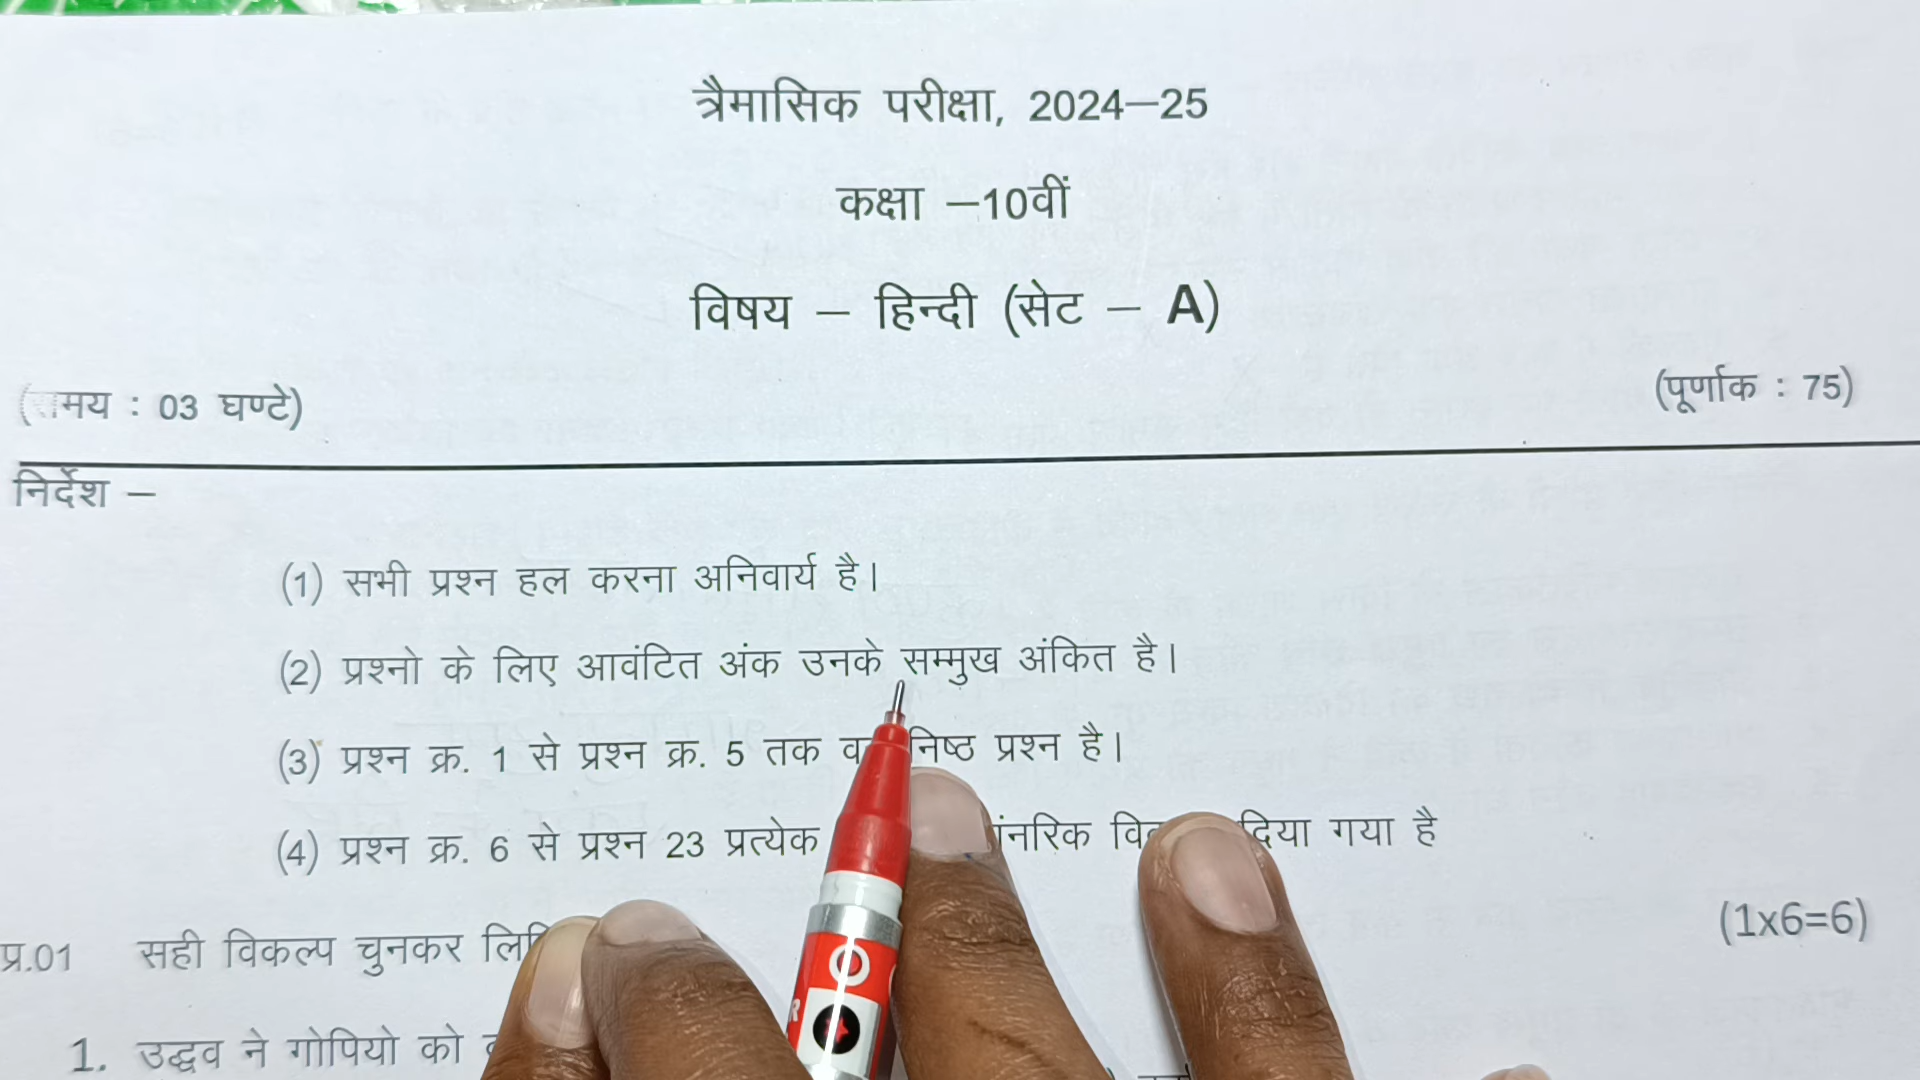 त्रैमासिक परीक्षा, 2024–25
कक्षा –10वीं
विषय – हिन्दी (सेट – A)
(समय : 03 घण्टे)
(पूर्णाक : 75)
निर्देश –
(1) सभी प्रश्न हल करना अनिवार्य है।
(2) प्रश्नो के लिए आवंटित अंक उनके सम्मुख अंकित है।
(3) प्रश्न क्र. 1 से प्रश्न क्र. 5 तक प्रश्न है।
(4) प्रश्न क्र. 6 से प्रश्न 23 प्रत्येक दिया गया है
प्र.01 सही विकल्प चुनकर
(1x6=6)
1. उद्धव ने गोपियो को